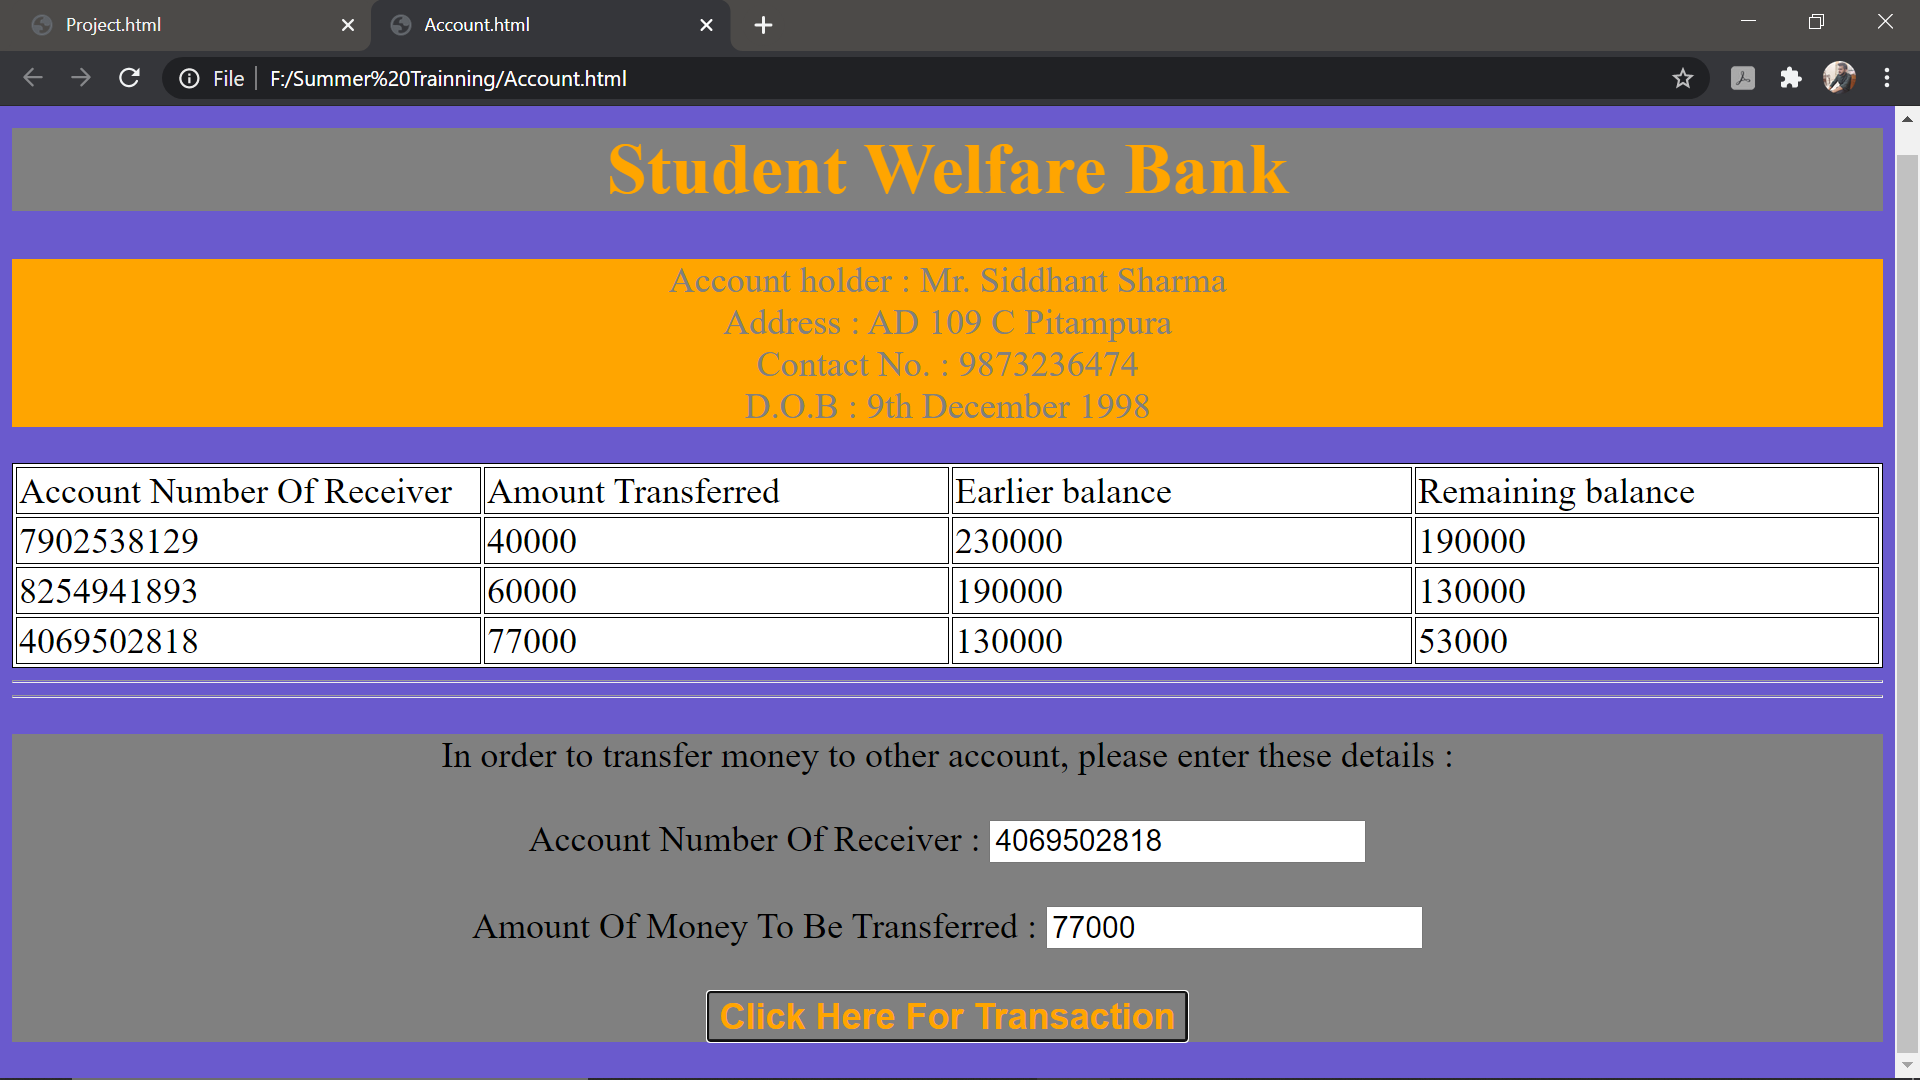 Project.html
Account.html
File
F:/Summer%20Trainning/Account.html
Student Welfare Bank
Account holder : Mr. Siddhant Sharma
Address : AD 109 C Pitampura
Contact No. : 9873236474
D.O.B : 9th December 1998
Account Number Of Receiver Amount Transferred Earlier balance Remaining balance
7902538129 40000 230000 190000
8254941893 60000 190000 130000
4069502818 77000 130000 53000
In order to transfer money to other account, please enter these details :
Account Number Of Receiver : 4069502818
Amount Of Money To Be Transferred : 77000
Click Here For Transaction